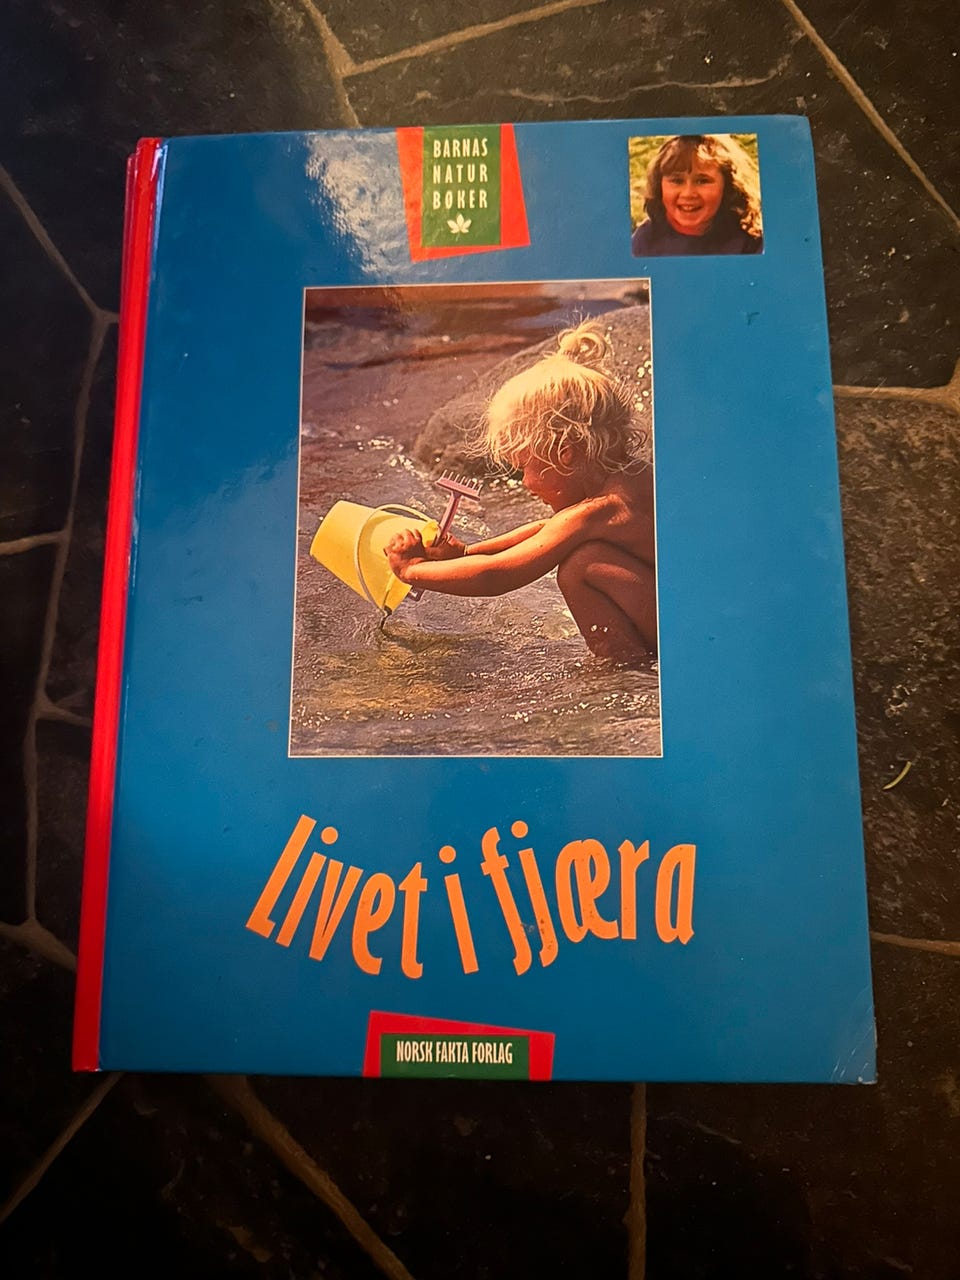 BARNAS
NATUR
BØKER
Livet i fjæra
NORSK FAKTA FORLAG